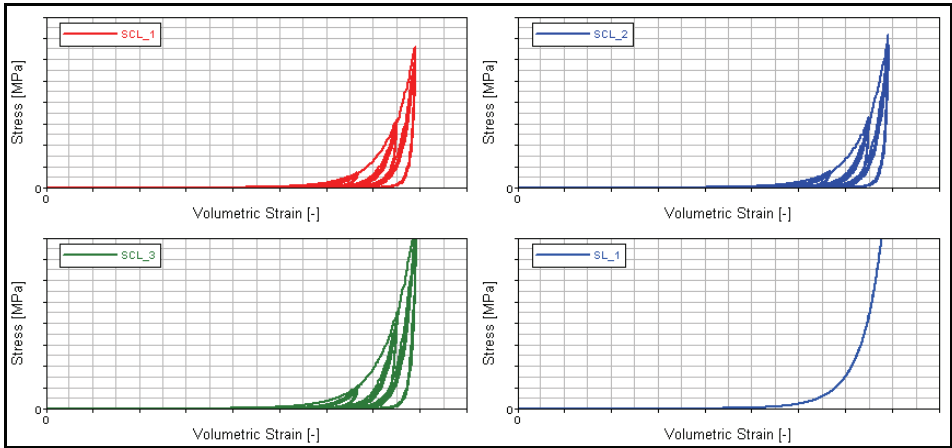 SCL_1
Stress [MPa]
0
0
Volumetric Strain [-]
SCL_2
Stress [MPa]
0
0
Volumetric Strain [-]
SCL_3
Stress [MPa]
0
0
Volumetric Strain [-]
SL_1
Stress [MPa]
0
0
Volumetric Strain [-]